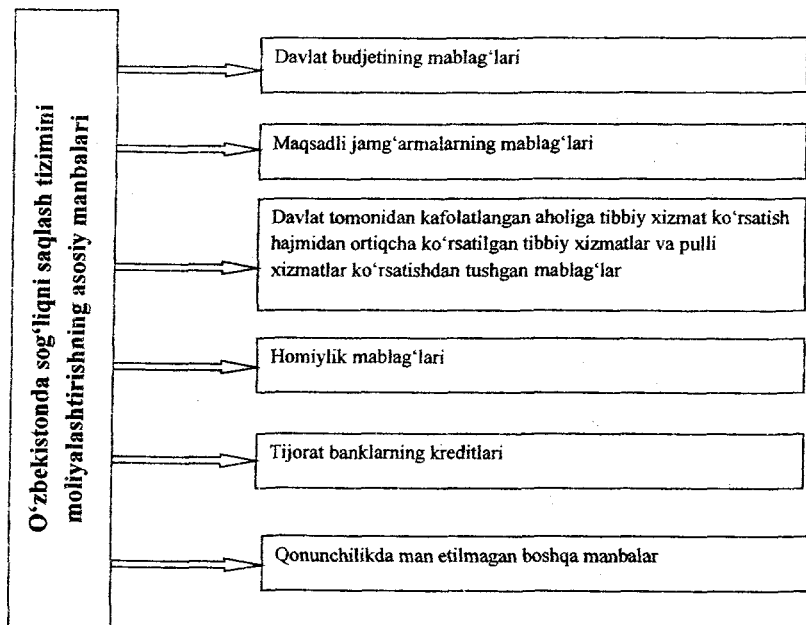 O‘zbekistonda sog‘liqni saqlash tizimini
moliyalashtirishning asosiy manbalari
Davlat budjetining mablag‘lari
Maqsadli jamg‘armalarning mablag‘lari
Davlat tomonidan kafolatlangan aholiga tibbiy xizmat ko‘rsatish
hajmidan ortiqcha ko‘rsatilgan tibbiy xizmatlar va pulli
xizmatlar ko‘rsatishdan tushgan mablag‘lar
Homiylik mablag‘lari
Tijorat banklarning kreditlari
Qonunchilikda man etilmagan boshqa manbalar